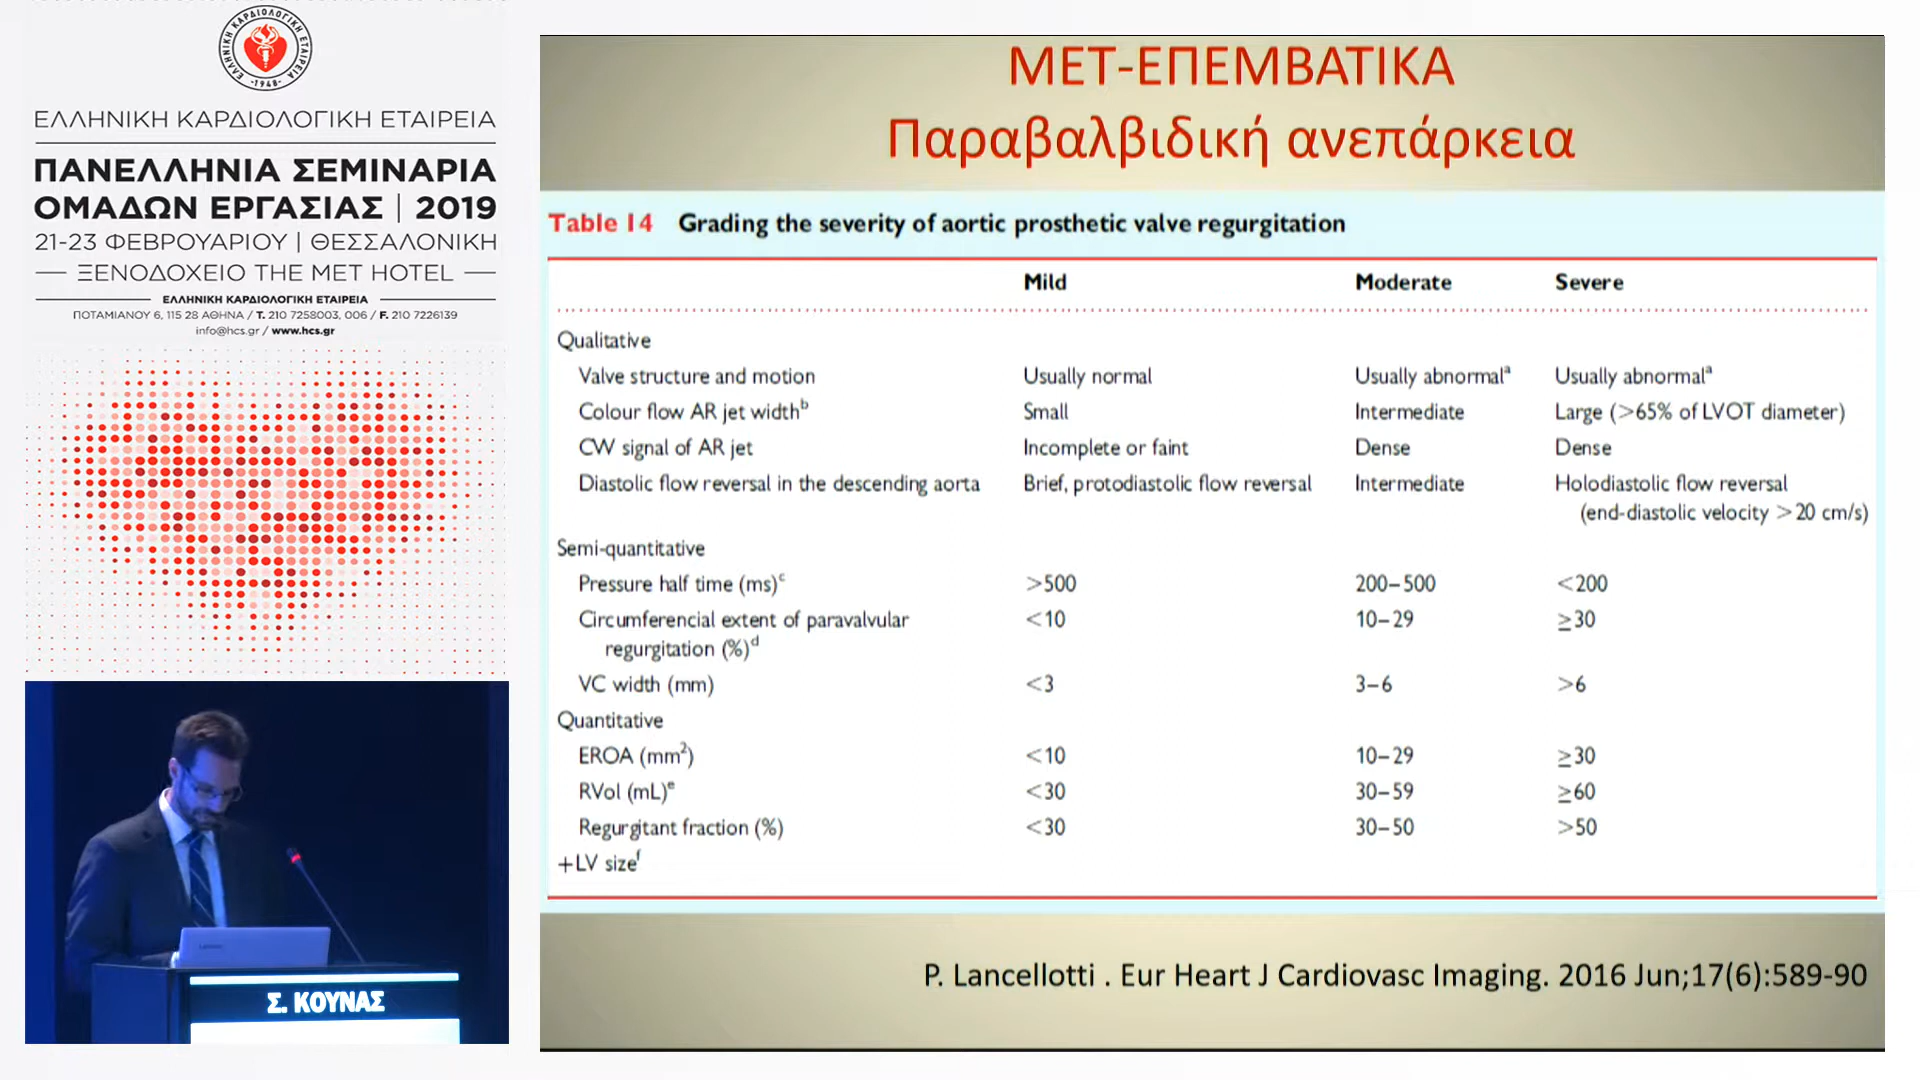 ΕΛΛΗΝΙΚΗ ΚΑΡΔΙΟΛΟΓΙΚΗ ΕΤΑΙΡΕΙΑ
·1948·
ΕΛΛΗΝΙΚΗ ΚΑΡΔΙΟΛΟΓΙΚΗ ΕΤΑΙΡΕΙΑ
ΠΑΝΕΛΛΗΝΙΑ ΣΕΜΙΝΑΡΙΑ
ΟΜΑΔΩΝ ΕΡΓΑΣΙΑΣ | 2019
21-23 ΦΕΒΡΟΥΑΡΙΟΥ | ΘΕΣΣΑΛΟΝΙΚΗ
ΞΕΝΟΔΟΧΕΙΟ THE MET HOTEL
ΕΛΛΗΝΙΚΗ ΚΑΡΔΙΟΛΟΓΙΚΗ ΕΤΑΙΡΕΙΑ
ΠΟΤΑΜΙΑΝΟΥ 6, 115 28 ΑΘΗΝΑ / T. 210 7258003, 006 / F. 210 7226139
info@hcs.gr / www.hcs.gr
Σ. ΚΟΥΝΑΣ
ΜΕΤ-ΕΠΕΜΒΑΤΙΚΑ
Παραβαλβιδική ανεπάρκεια
Table 14 Grading the severity of aortic prosthetic valve regurgitation
Mild Moderate Severe
Qualitative
Valve structure and motion Usually normal Usually abnormalᵃ Usually abnormalᵃ
Colour flow AR jet widthᵇ Small Intermediate Large (>65% of LVOT diameter)
CW signal of AR jet Incomplete or faint Dense Dense
Diastolic flow reversal in the descending aorta Brief, protodiastolic flow reversal Intermediate Holodiastolic flow reversal
(end-diastolic velocity >20 cm/s)
Semi-quantitative
Pressure half time (ms)ᶜ >500 200–500 <200
Circumferencial extent of paravalvular <10 10–29 ≥30
regurgitation (%)ᵈ
VC width (mm) <3 3–6 >6
Quantitative
EROA (mm²) <10 10–29 ≥30
RVol (mL)ᵉ <30 30–59 ≥60
Regurgitant fraction (%) <30 30–50 >50
+LV sizeᶠ
P. Lancellotti . Eur Heart J Cardiovasc Imaging. 2016 Jun;17(6):589-90